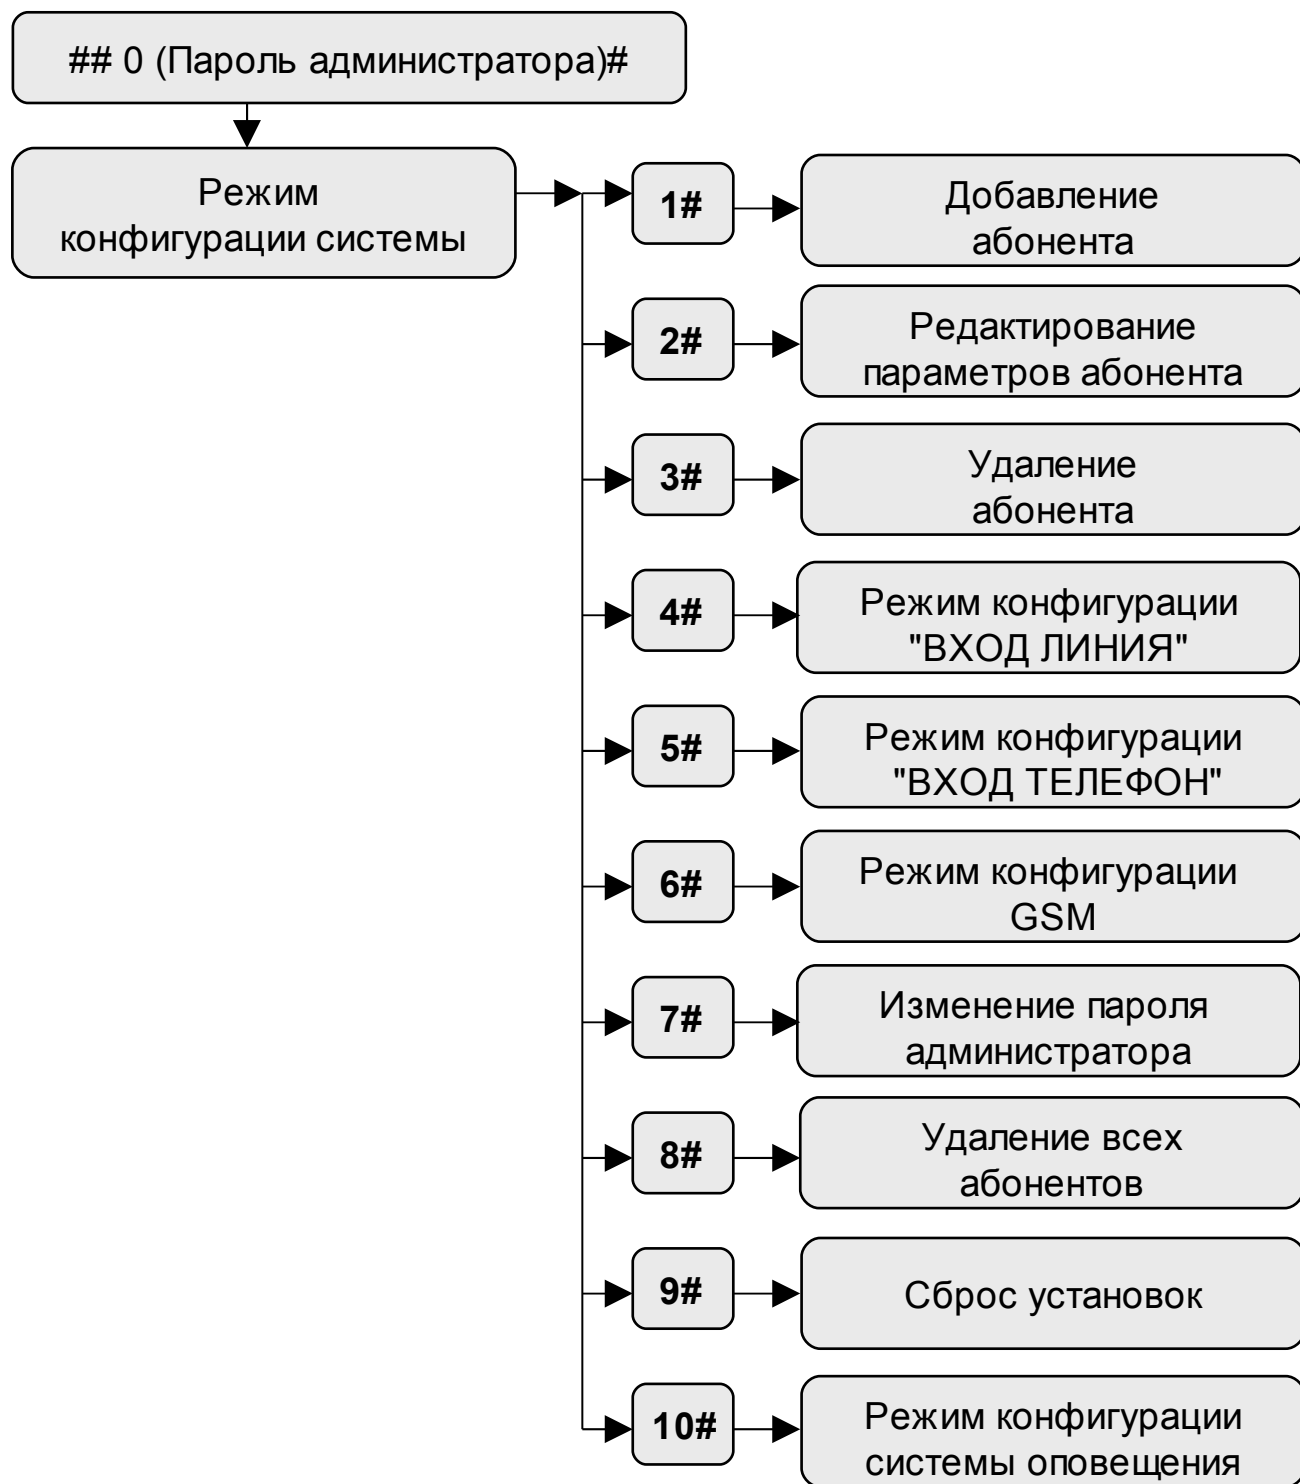 ## 0 (Пароль администратора)#
Режим
конфигурации системы
1#
Добавление
абонента
2#
Редактирование
параметров абонента
3#
Удаление
абонента
4#
Режим конфигурации
"ВХОД ЛИНИЯ"
5#
Режим конфигурации
"ВХОД ТЕЛЕФОН"
6#
Режим конфигурации
GSM
7#
Изменение пароля
администратора
8#
Удаление всех
абонентов
9#
Сброс установок
10#
Режим конфигурации
системы оповещения